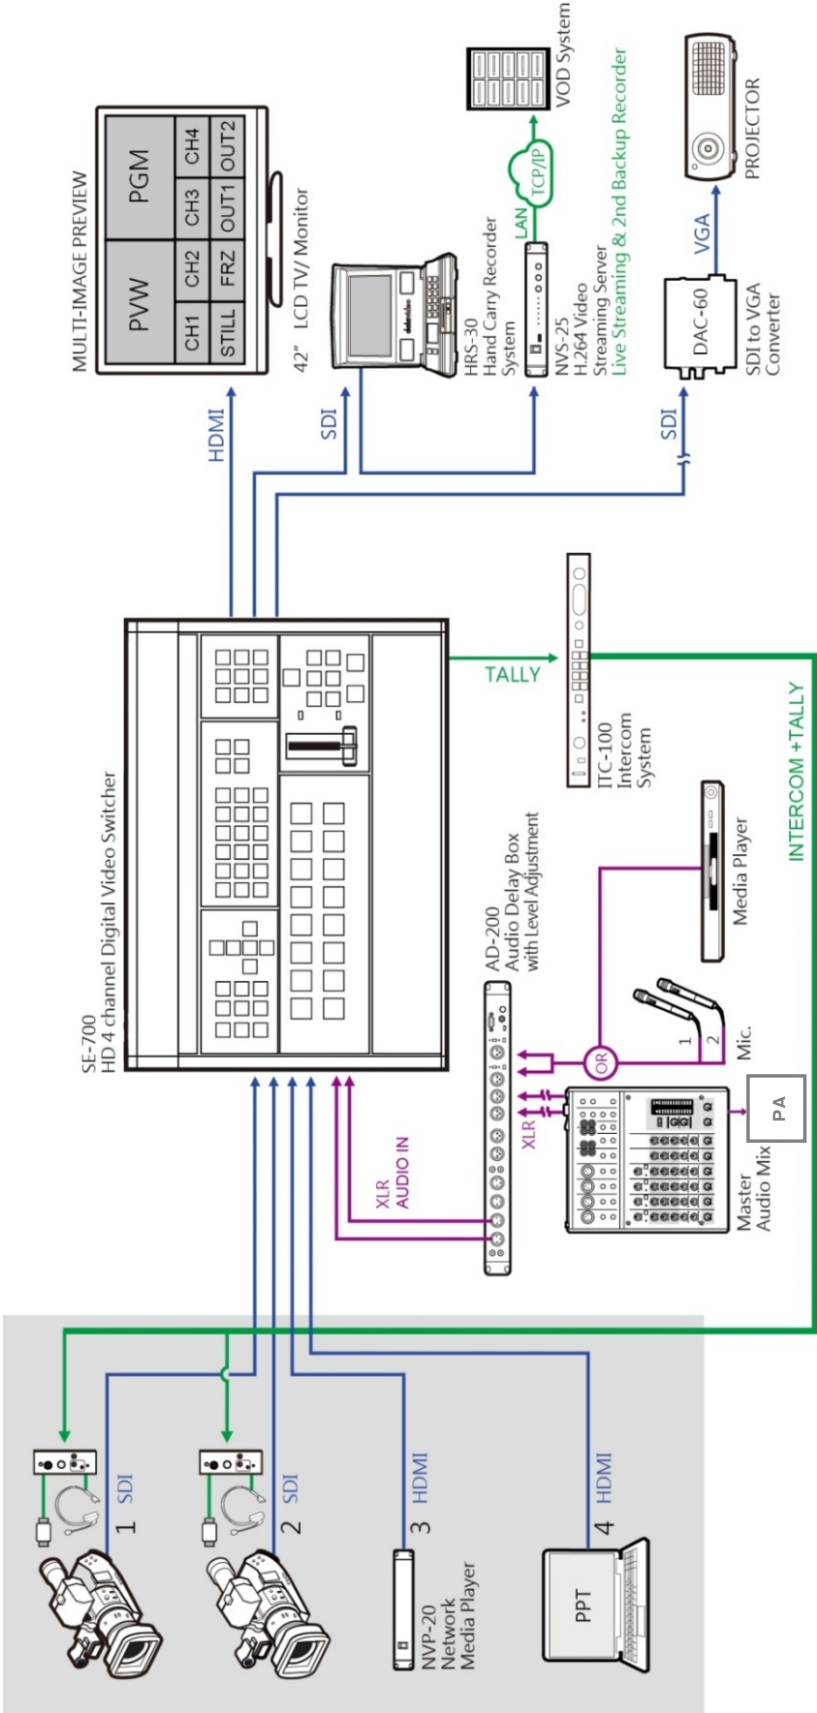 MULTI-IMAGE PREVIEW
PVW
PGM
CH1
CH2
CH3
CH4
STILL
FRZ
OUT1
OUT2
42" LCD TV/ Monitor
HDMI
SDI
datavideo
HRS-30
Hand Carry Recorder
System
LAN
TCP/IP
VOD System
NVS-25
H.264 Video
Streaming Server
Live Streaming & 2nd Backup Recorder
SDI
DAC-60
SDI to VGA
Converter
VGA
PROJECTOR
SE-700
HD 4 channel Digital Video Switcher
TALLY
ITC-100
Intercom
System
INTERCOM +TALLY
XLR
AUDIO IN
AD-200
Audio Delay Box
with Level Adjustment
XLR
OR
1
2
Mic.
Media Player
Master
Audio Mix
PA
1
SDI
2
SDI
3
HDMI
NVP-20
Network
Media Player
4
HDMI
PPT